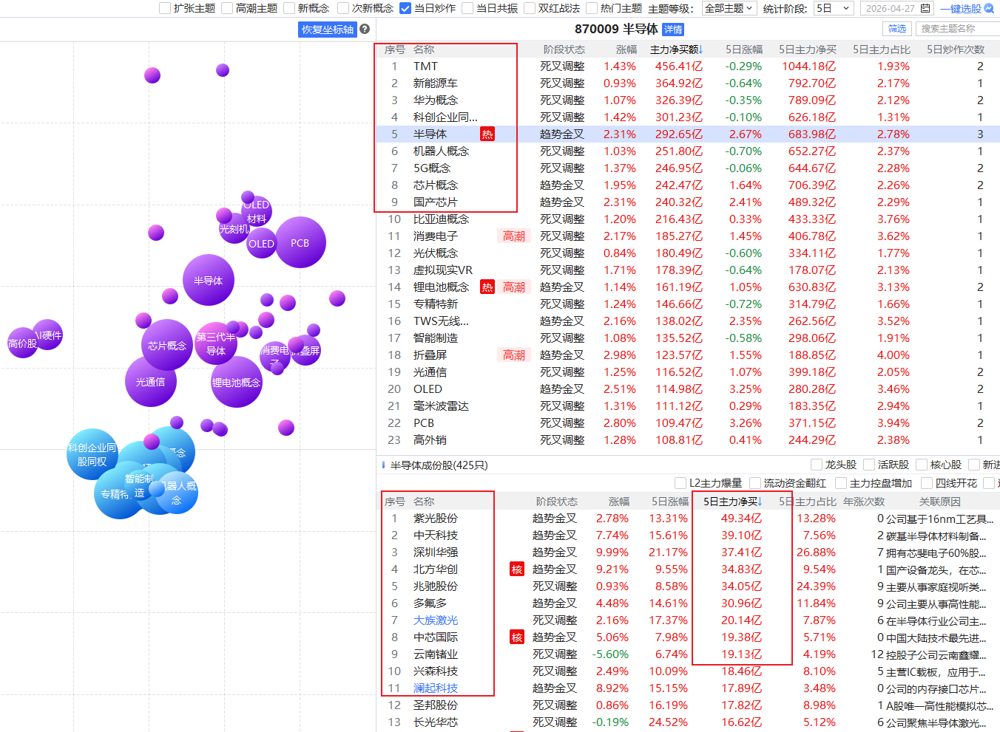 扩张主题 高潮主题 新概念 次新概念 当日炒作 当日共振 双红战法 热门主题 主题等级： 全部主题 统计阶段: 5日 2026-04-27 一键选股
恢复坐标轴 ?
870009 半导体 详情 筛选 搜索主题名称
序号 名称 阶段状态 涨幅 主力净买额↓ 5日涨幅 5日主力净买 5日主力占比 5日炒作次数
1 TMT 死叉调整 1.43% 456.41亿 -0.29% 1044.18亿 1.93% 2
2 新能源车 死叉调整 0.93% 364.92亿 -0.64% 792.70亿 2.17% 1
3 华为概念 死叉调整 1.07% 326.39亿 -0.35% 789.09亿 2.12% 2
4 科创企业同... 死叉调整 1.42% 301.23亿 -0.10% 626.18亿 1.31% 1
5 半导体 热 趋势金叉 2.31% 292.65亿 2.67% 683.98亿 2.78% 3
6 机器人概念 死叉调整 1.03% 251.80亿 -0.70% 652.27亿 2.37% 1
7 5G概念 死叉调整 1.37% 246.95亿 -0.06% 644.67亿 2.28% 2
8 芯片概念 趋势金叉 1.95% 242.47亿 1.64% 706.39亿 2.26% 2
9 国产芯片 趋势金叉 2.31% 240.32亿 2.41% 489.32亿 2.29% 1
10 比亚迪概念 死叉调整 1.20% 216.43亿 0.33% 433.33亿 3.76% 1
11 消费电子 高潮 死叉调整 2.17% 185.27亿 1.45% 406.78亿 3.62% 1
12 光伏概念 死叉调整 0.84% 180.49亿 -0.60% 334.11亿 1.77% 1
13 虚拟现实VR 死叉调整 1.71% 178.39亿 -0.64% 178.07亿 2.13% 1
14 锂电池概念 热 高潮 趋势金叉 1.14% 161.19亿 1.05% 630.83亿 3.13% 2
15 专精特新 死叉调整 1.24% 146.66亿 -0.72% 314.79亿 1.66% 1
16 TWS无线... 死叉调整 2.16% 138.02亿 2.35% 262.56亿 3.52% 1
17 智能制造 死叉调整 1.08% 135.52亿 -0.58% 298.06亿 1.91% 1
18 折叠屏 高潮 趋势金叉 2.98% 123.57亿 1.55% 188.85亿 4.00% 1
19 光通信 死叉调整 1.25% 116.52亿 1.07% 399.18亿 2.05% 2
20 OLED 趋势金叉 2.51% 114.98亿 3.25% 280.28亿 3.46% 2
21 毫米波雷达 死叉调整 1.31% 111.12亿 0.29% 183.35亿 2.94% 1
22 PCB 死叉调整 2.80% 109.47亿 3.26% 371.15亿 3.94% 2
23 高外销 死叉调整 1.28% 108.81亿 0.41% 244.29亿 2.38% 1
OLED
材料
光刻机
OLED
PCB
半导体
AI硬件
高价股
芯片概念
第三代半
导体
消费电
子
折叠屏
光通信
锂电池概念
科创企业同
股同权
概念
智能制
造
专精特
机器人概
念
半导体成份股(425只) 龙头股 活跃股 核心股 新进
L2主力爆量 流动资金翻红 主力控盘增加 四线开花
序号 名称 阶段状态 涨幅 5日涨幅 5日主力净买↓ 5日主力占比 年涨次数 关联原因
1 紫光股份 趋势金叉 2.78% 13.31% 49.34亿 13.28% 0 公司基于16nm工艺具...
2 中天科技 趋势金叉 7.74% 15.61% 39.10亿 7.56% 2 碳基半导体材料制备...
3 深圳华强 趋势金叉 9.99% 21.17% 37.41亿 26.88% 7 拥有芯斐电子60%股...
4 北方华创 核 趋势金叉 9.21% 9.55% 34.83亿 9.54% 1 国产设备龙头，在芯...
5 兆驰股份 死叉调整 0.93% 8.58% 34.05亿 24.39% 9 主要从事家庭视听类...
6 多氟多 趋势金叉 4.48% 14.61% 30.96亿 11.84% 9 公司主要从事高性能...
7 大族激光 死叉调整 2.16% 17.37% 20.14亿 7.87% 6 在半导体行业公司主...
8 中芯国际 核 趋势金叉 5.06% 7.98% 19.38亿 5.71% 0 中国大陆技术最先进...
9 云南锗业 死叉调整 -5.60% 6.74% 19.13亿 4.19% 12 控股子公司云南鑫耀...
10 兴森科技 死叉调整 2.49% 10.09% 18.46亿 8.10% 5 主营IC载板，应用于...
11 澜起科技 趋势金叉 8.92% 15.15% 17.89亿 3.48% 0 公司的内存接口芯片...
12 圣邦股份 死叉调整 0.86% 16.19% 17.82亿 8.98% 1 A股唯一高性能模拟芯...
13 长光华芯 死叉调整 -0.19% 24.52% 16.62亿 5.12% 6 公司聚焦半导体激光...